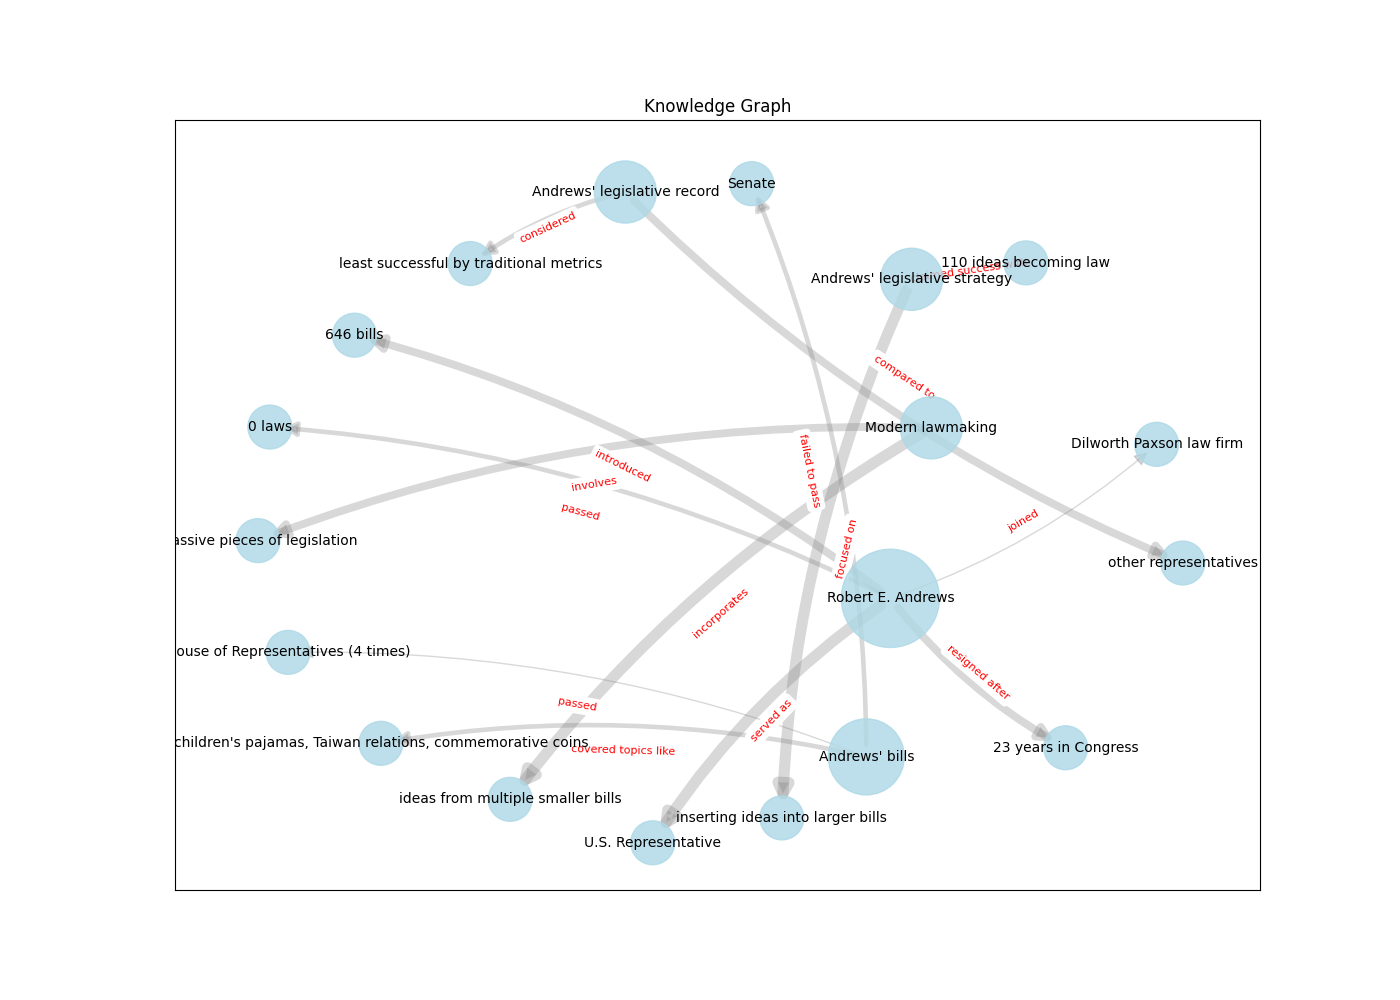 Knowledge Graph
Senate
Andrews' legislative record
considered
110 ideas becoming law
success
least successful by traditional metrics
Andrews' legislative strategy
646 bills
compared to
0 laws
Modern lawmaking
Dilworth Paxson law firm
introduced
failed to pass
involves
passed
joined
pieces of legislation
focused on
other representatives
Robert E. Andrews
incorporates
of Representatives (4 times)
resigned after
passed
served as
children's pajamas, Taiwan relations, commemorative coins
covered topics like
23 years in Congress
Andrews' bills
ideas from multiple smaller bills
inserting ideas into larger bills
U.S. Representative